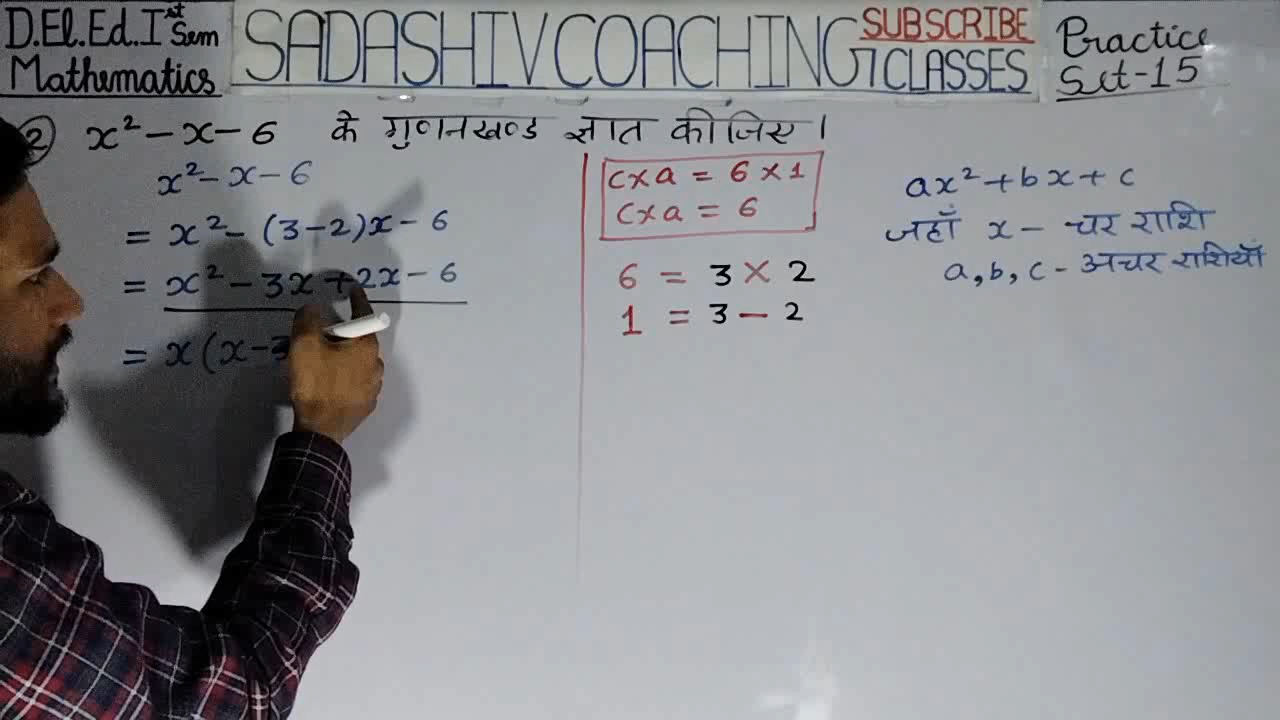 D.El.Ed.Ist Sem
Mathematics
SADASHIV COACHING CLASSES
SUBSCRIBE
Practice
Set-15
2) x² - x - 6 के गुणनखण्ड ज्ञात कीजिए।
x² - x - 6
= x² - (3-2)x - 6
= x² - 3x + 2x - 6
= x(x-3
c×a = 6×1
c×a = 6
6 = 3 × 2
1 = 3 - 2
ax² + bx + c
जहाँ x - चर राशि
a, b, c - अचर राशियाँ